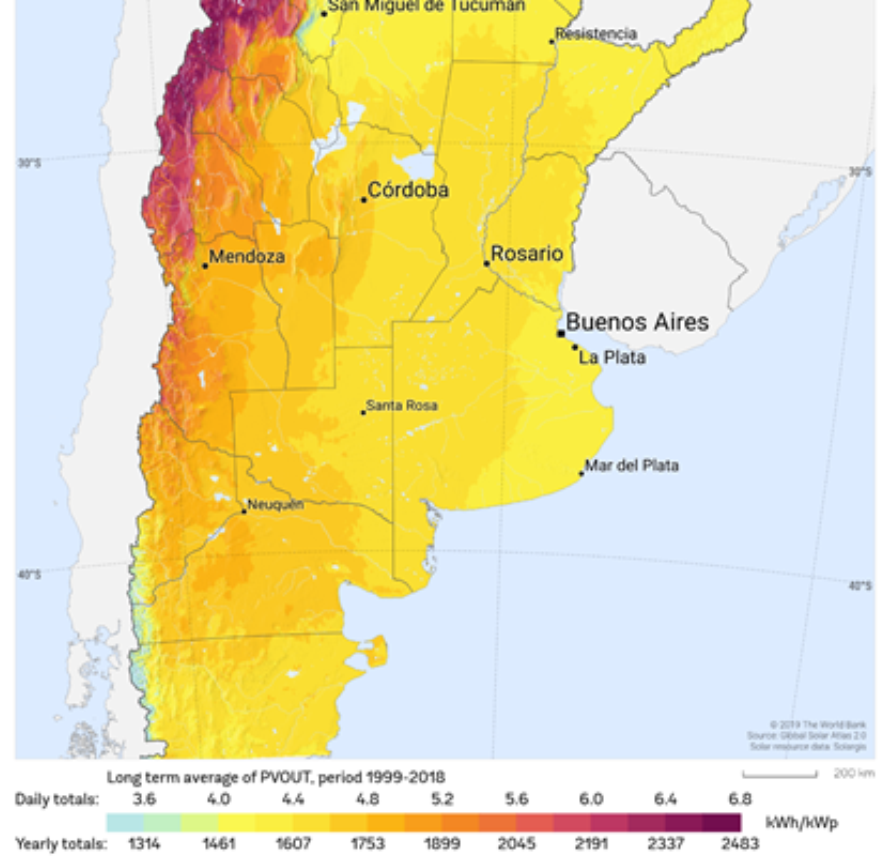 San Miguel de Tucumán
Resistencia
30°S
30°S
Córdoba
Mendoza
Rosario
Buenos Aires
La Plata
Santa Rosa
Mar del Plata
Neuquén
40°S
40°S
© 2019 The World Bank
Source: Global Solar Atlas 2.0
Solar resource data: Solargis
Long term average of PVOUT, period 1999-2018
200 km
Daily totals: 3.6 4.0 4.4 4.8 5.2 5.6 6.0 6.4 6.8
kWh/kWp
Yearly totals: 1314 1461 1607 1753 1899 2045 2191 2337 2483